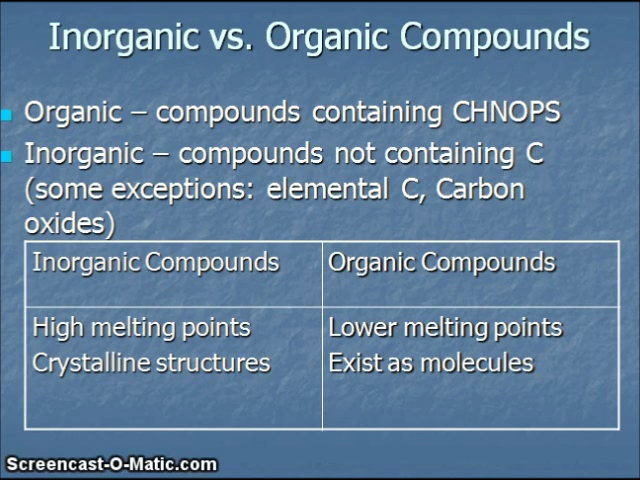 Inorganic vs. Organic Compounds
Organic – compounds containing CHNOPS
Inorganic – compounds not containing C
(some exceptions: elemental C, Carbon
oxides)
Inorganic Compounds
Organic Compounds
High melting points
Crystalline structures
Lower melting points
Exist as molecules
Screencast-O-Matic.com